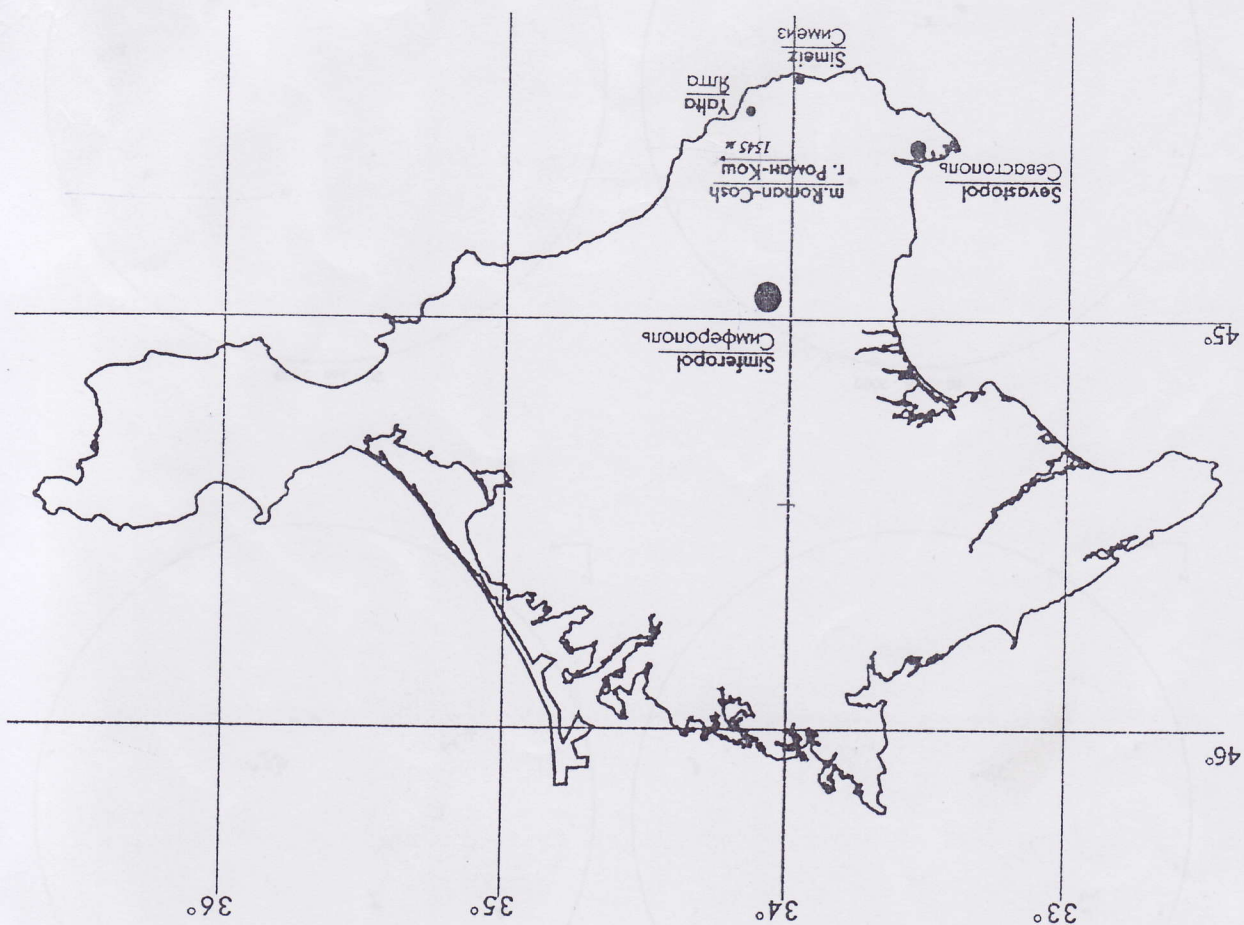 33° 34° 35° 36°
46°
45°
Simferopol
Симферополь
Sevastopol
Севастополь
m.Roman-Cosh
г. Роман-Кош
1545 м
Yalta
Ялта
Simeiz
Симеиз